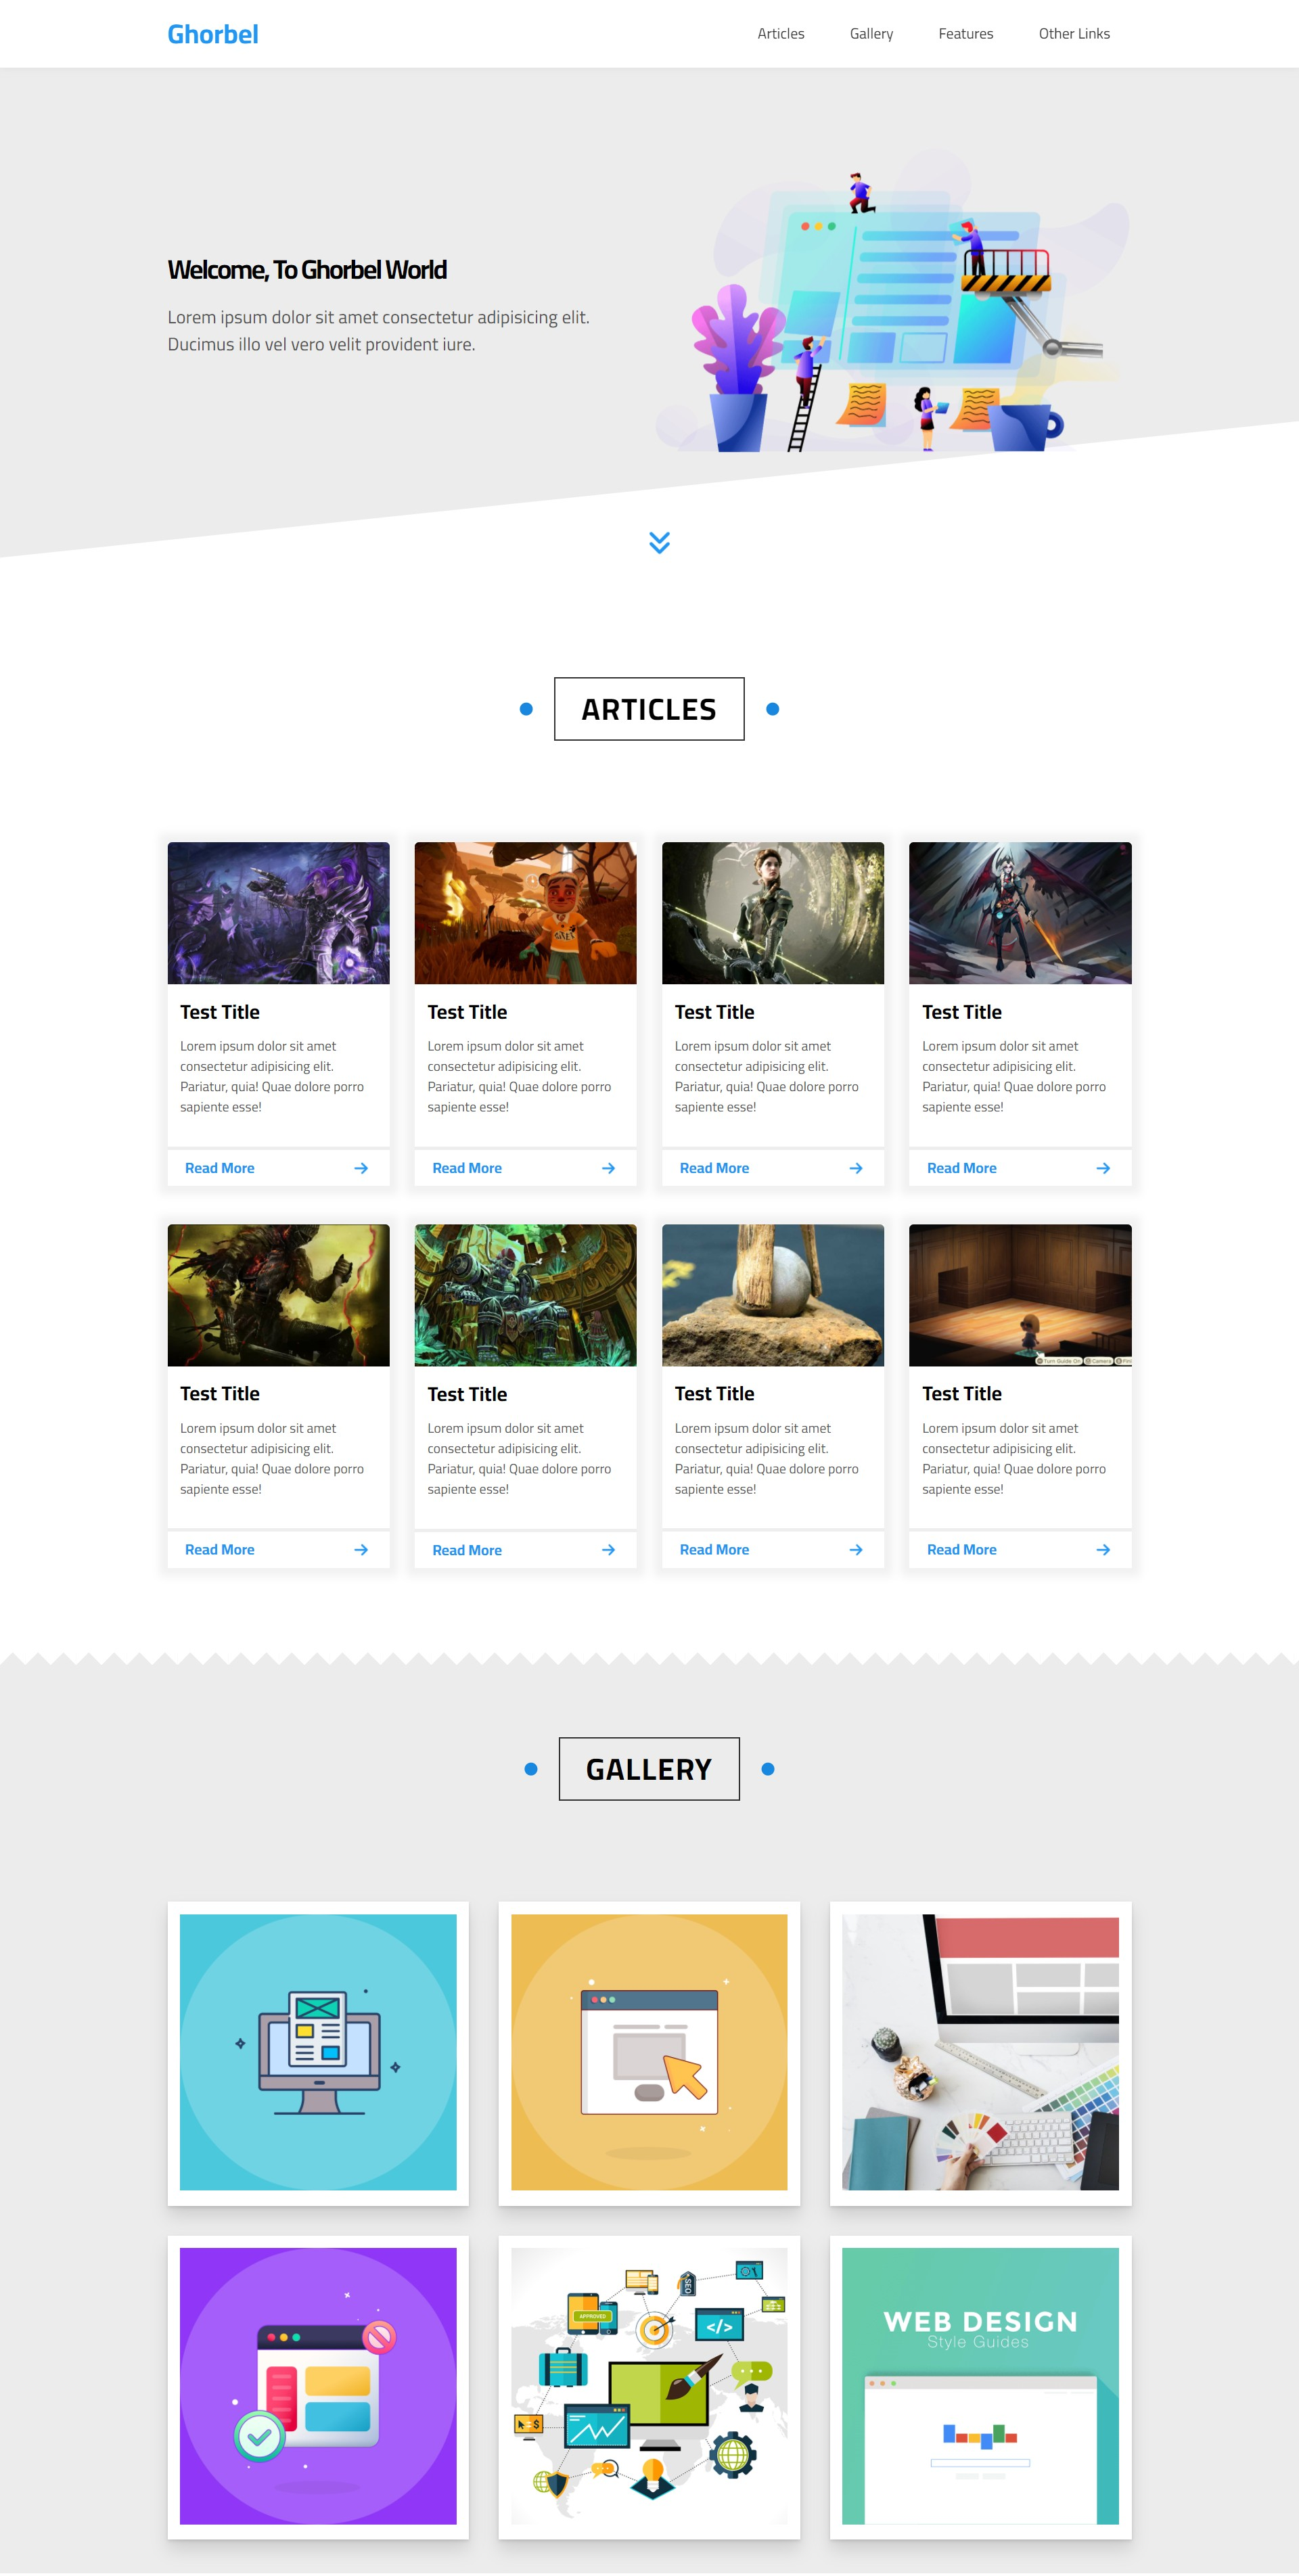 Ghorbel
Articles Gallery Features Other Links
Welcome, To Ghorbel World
Lorem ipsum dolor sit amet consectetur adipisicing elit.
Ducimus illo vel vero velit provident iure.
ARTICLES
Test Title
Lorem ipsum dolor sit amet
consectetur adipisicing elit.
Pariatur, quia! Quae dolore porro
sapiente esse!
Read More
Test Title
Lorem ipsum dolor sit amet
consectetur adipisicing elit.
Pariatur, quia! Quae dolore porro
sapiente esse!
Read More
Test Title
Lorem ipsum dolor sit amet
consectetur adipisicing elit.
Pariatur, quia! Quae dolore porro
sapiente esse!
Read More
Test Title
Lorem ipsum dolor sit amet
consectetur adipisicing elit.
Pariatur, quia! Quae dolore porro
sapiente esse!
Read More
Turn Guide On Camera
Test Title
Lorem ipsum dolor sit amet
consectetur adipisicing elit.
Pariatur, quia! Quae dolore porro
sapiente esse!
Read More
Test Title
Lorem ipsum dolor sit amet
consectetur adipisicing elit.
Pariatur, quia! Quae dolore porro
sapiente esse!
Read More
Test Title
Lorem ipsum dolor sit amet
consectetur adipisicing elit.
Pariatur, quia! Quae dolore porro
sapiente esse!
Read More
Test Title
Lorem ipsum dolor sit amet
consectetur adipisicing elit.
Pariatur, quia! Quae dolore porro
sapiente esse!
Read More
GALLERY
SEO
APPROVED
</>
$
WEB DESIGN
Style Guides